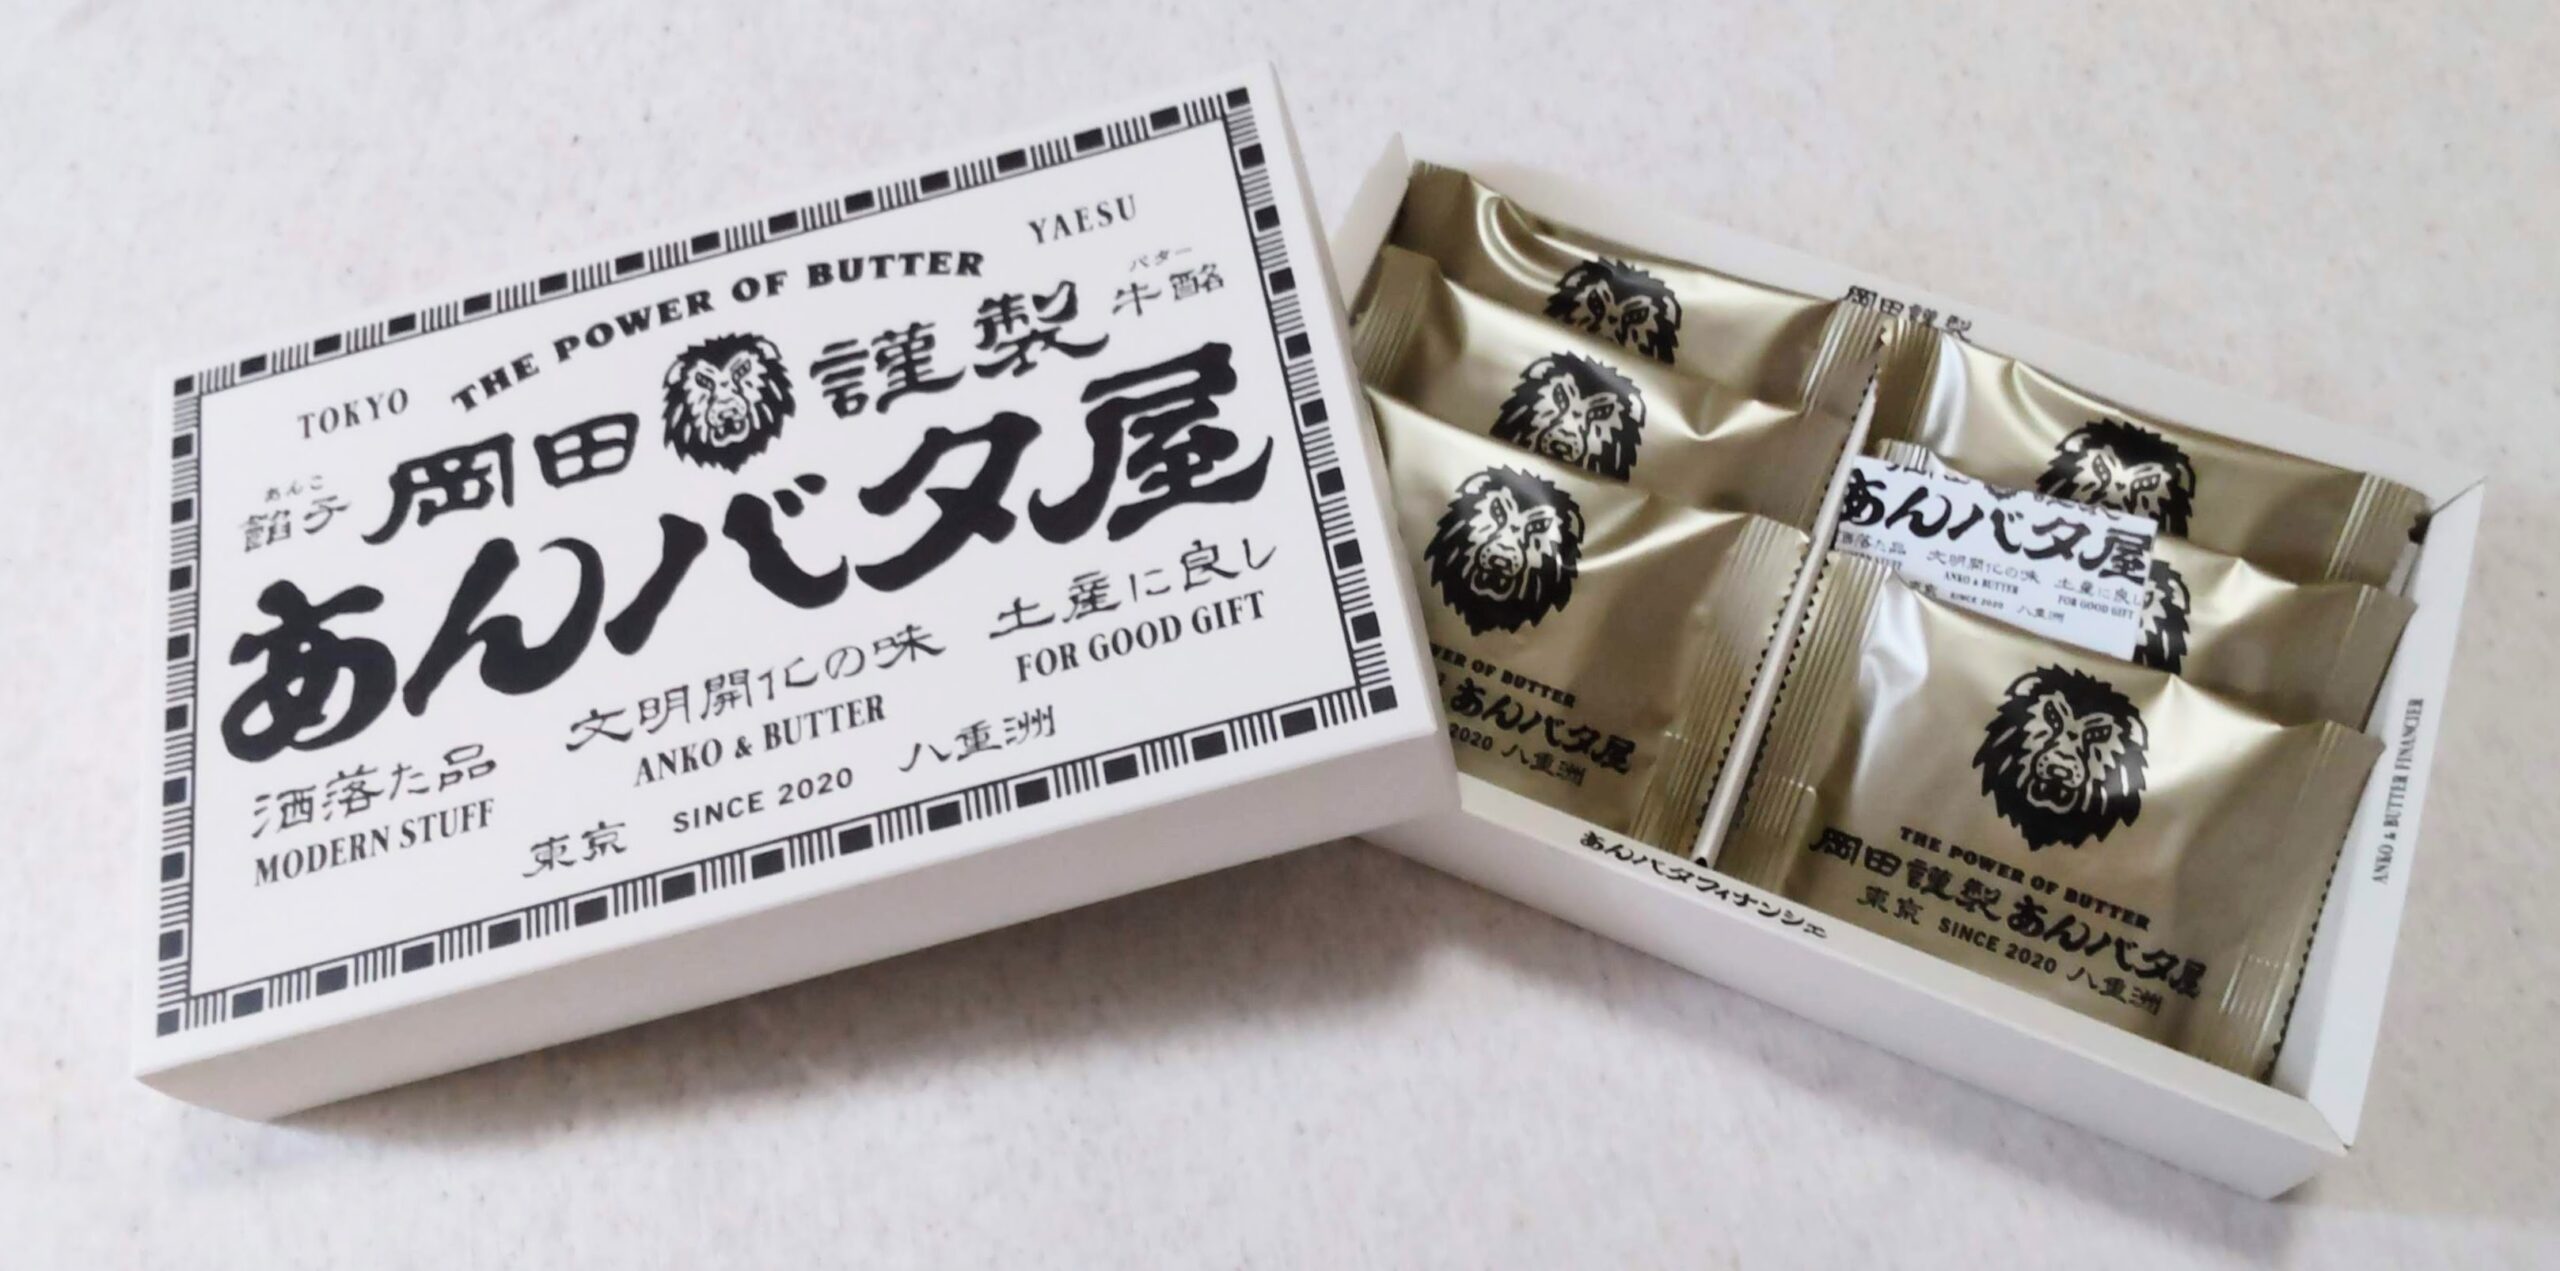 TOKYO
THE POWER OF BUTTER
YAESU
バター
牛酪
岡田謹製
あんこ
餡子
あんバタ屋
洒落た品
MODERN STUFF
文明開化の味
ANKO & BUTTER
土産に良し
FOR GOOD GIFT
東京
SINCE 2020
八重洲
岡田謹製
あんバタ屋
洒落た品
文明開化の味
ANKO & BUTTER
土産に良し
FOR GOOD GIFT
東京 SINCE 2020 八重洲
OF BUTTER
あんバタ屋
2020 八重洲
THE POWER OF BUTTER
岡田謹製 あんバタ屋
東京 SINCE 2020 八重洲
あんバタフィナンシェ
ANKO & BUTTER FINANCIER